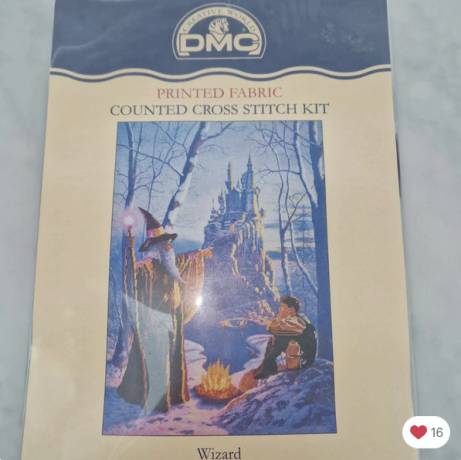 CREATIVE WORLD
DMC
PRINTED FABRIC
COUNTED CROSS STITCH KIT
Wizard
16